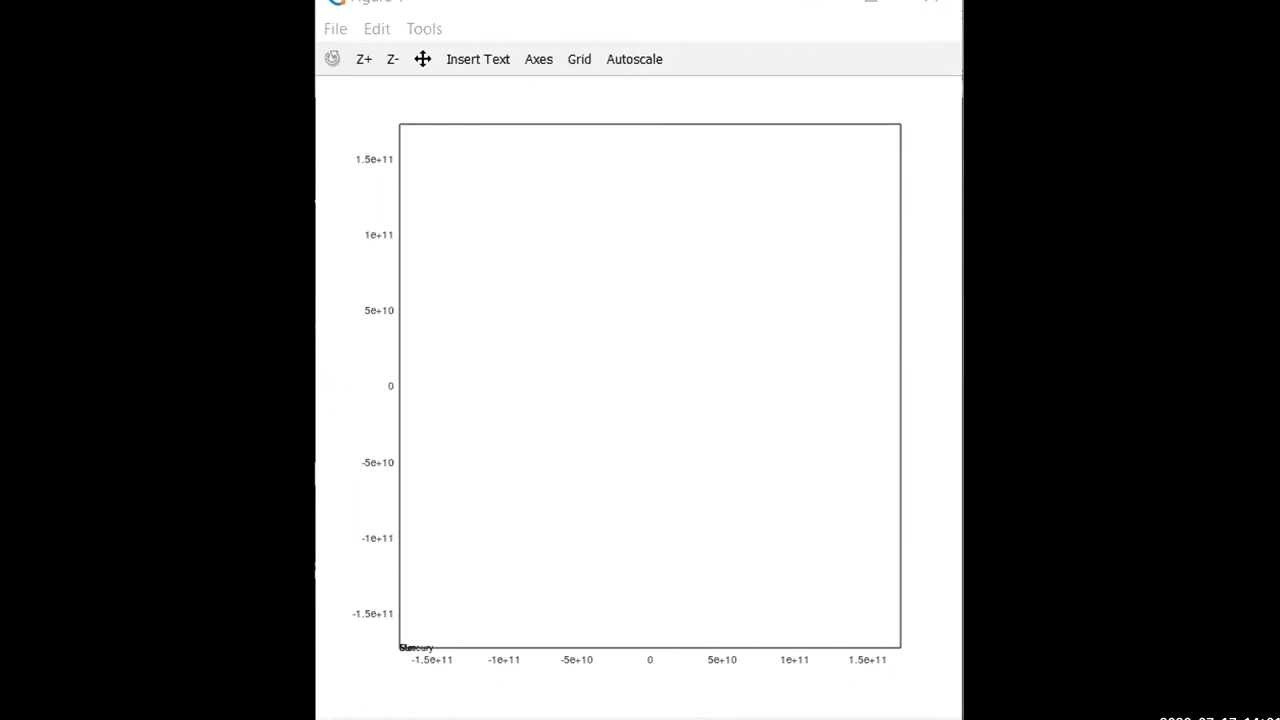 File Edit Tools
Z+ Z- Insert Text Axes Grid Autoscale
1.5e+11
1e+11
5e+10
0
-5e+10
-1e+11
-1.5e+11
-1.5e+11 -1e+11 -5e+10 0 5e+10 1e+11 1.5e+11